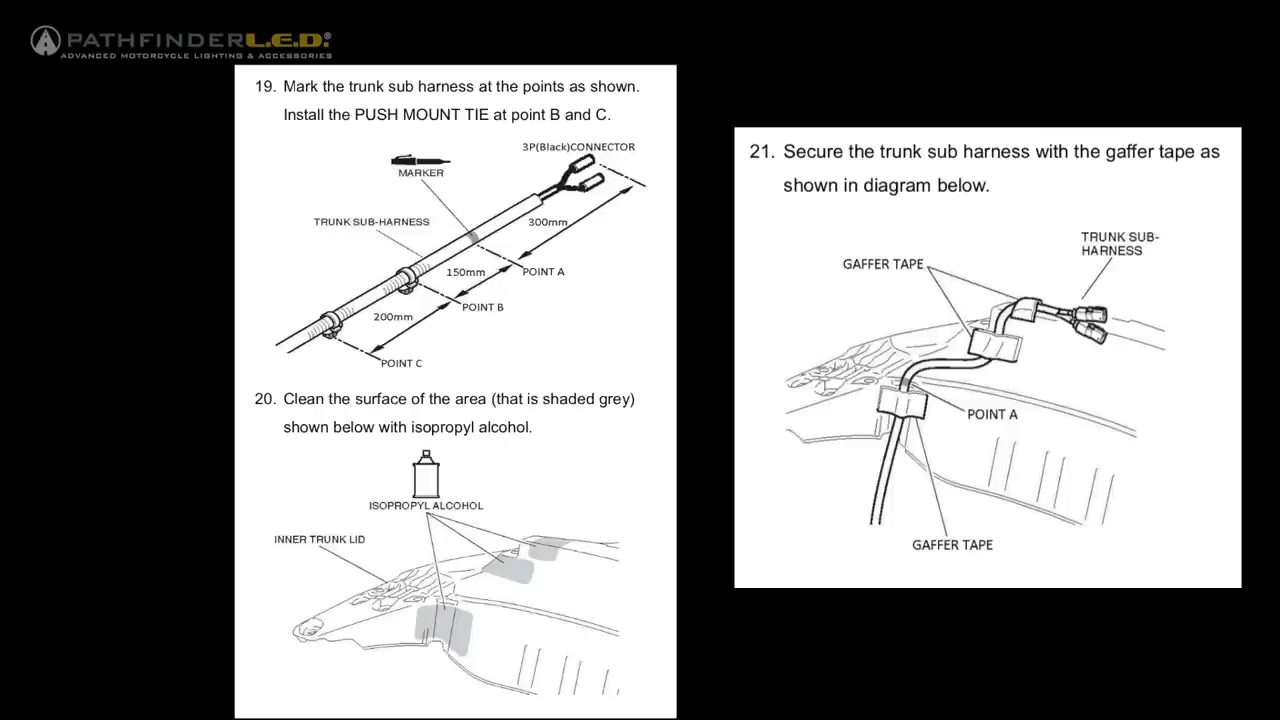 PATHFINDERL.E.D.®
ADVANCED MOTORCYCLE LIGHTING & ACCESSORIES
19. Mark the trunk sub harness at the points as shown.
Install the PUSH MOUNT TIE at point B and C.
3P(Black)CONNECTOR
MARKER
TRUNK SUB-HARNESS
300mm
150mm
POINT A
POINT B
200mm
POINT C
20. Clean the surface of the area (that is shaded grey)
shown below with isopropyl alcohol.
ISOPROPYL ALCOHOL
INNER TRUNK LID
21. Secure the trunk sub harness with the gaffer tape as
shown in diagram below.
TRUNK SUB-
HARNESS
GAFFER TAPE
POINT A
GAFFER TAPE